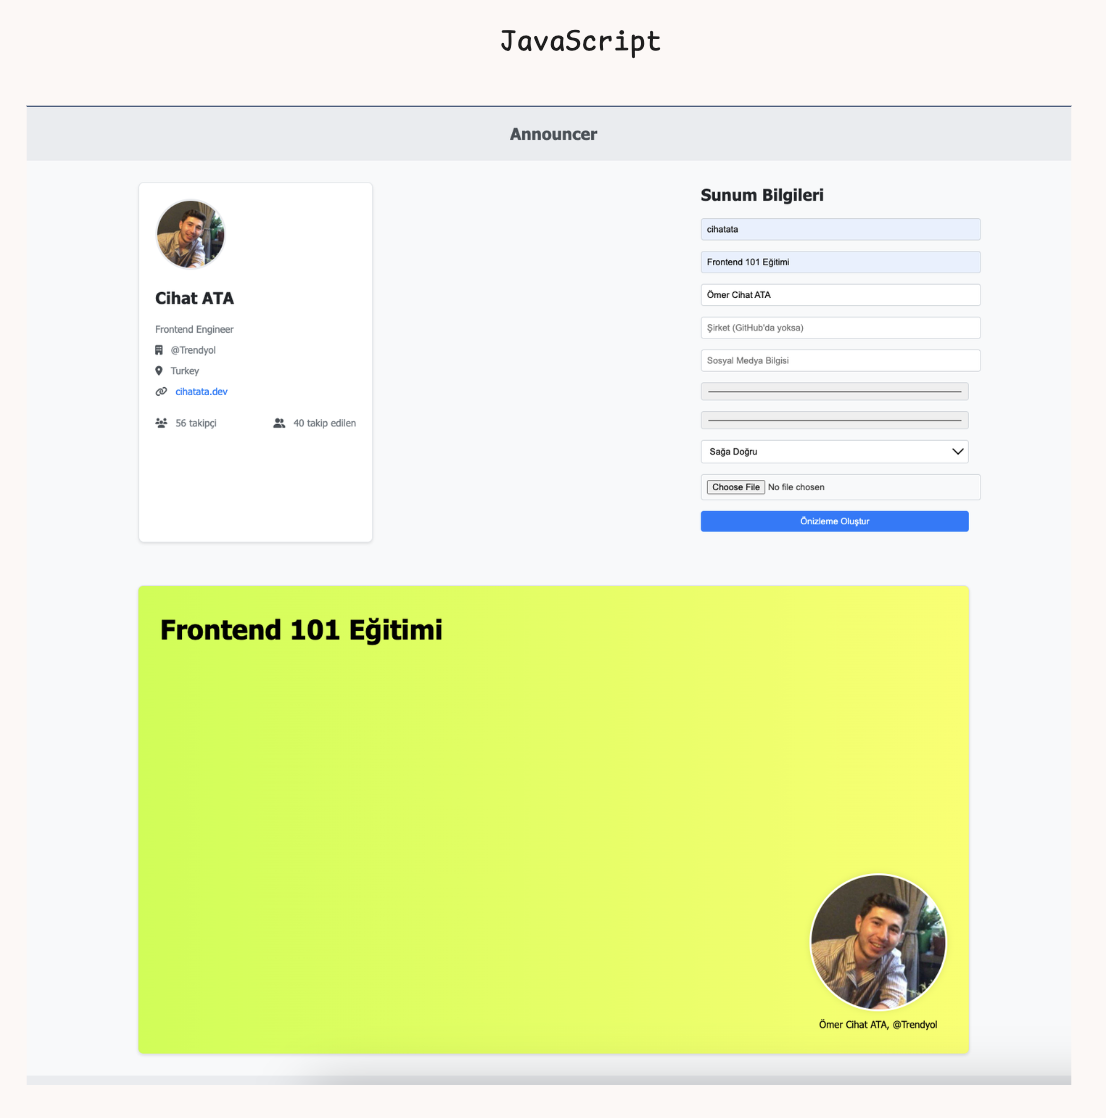 JavaScript
Announcer
Cihat ATA
Frontend Engineer
@Trendyol
Turkey
cihatata.dev
56 takipçi
40 takip edilen
Sunum Bilgileri
cihatata
Frontend 101 Eğitimi
Ömer Cihat ATA
Şirket (GitHub'da yoksa)
Sosyal Medya Bilgisi
Sağa Doğru
Choose File No file chosen
Önizleme Oluştur
Frontend 101 Eğitimi
Ömer Cihat ATA, @Trendyol